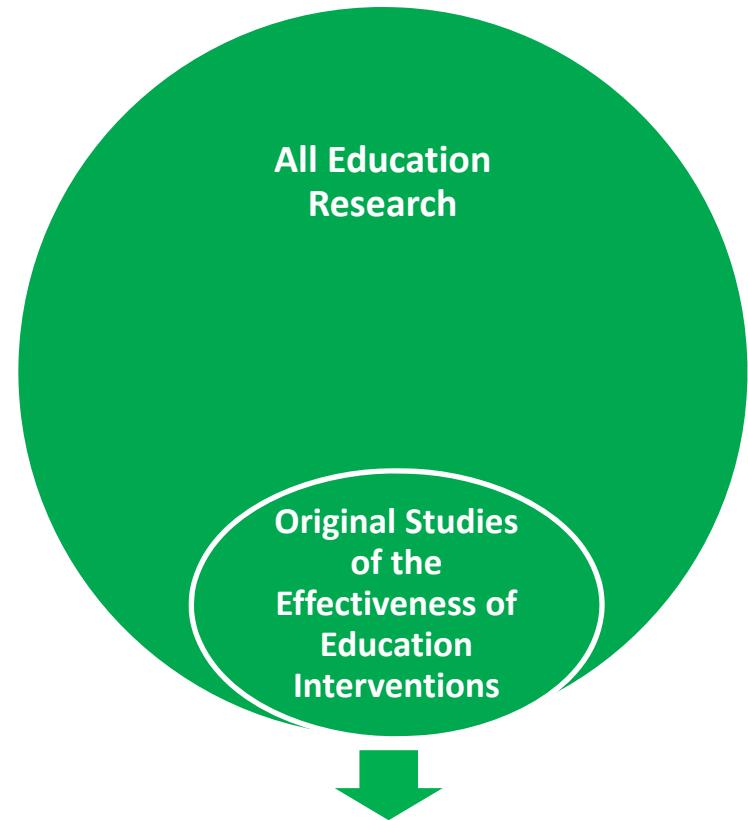 All Education
Research
Original Studies
of the
Effectiveness of
Education
Interventions